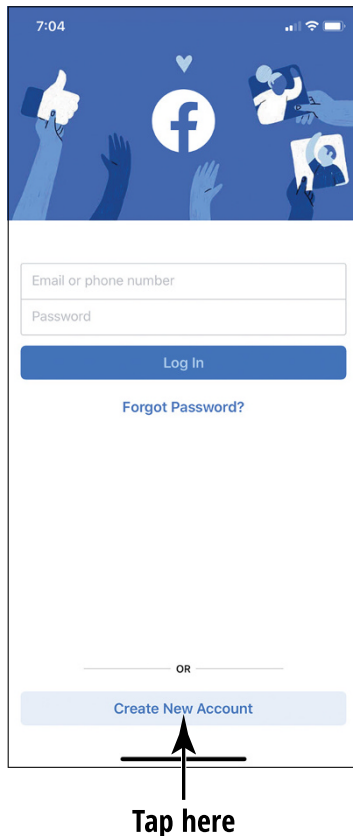 7:04
Email or phone number
Password
Log In
Forgot Password?
OR
Create New Account
Tap here